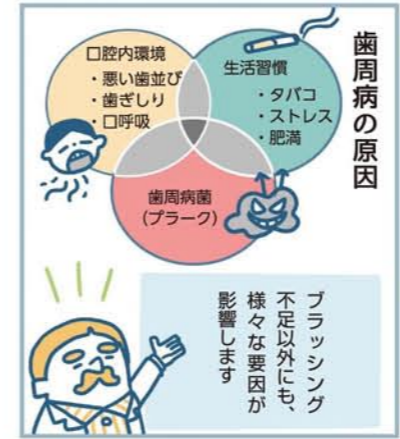 歯周病の原因
口腔内環境
・悪い歯並び
・歯ぎしり
・口呼吸
生活習慣
・タバコ
・ストレス
・肥満
歯周病菌
(プラーク)
ブラッシング
不足以外にも、
様々な要因が
影響します